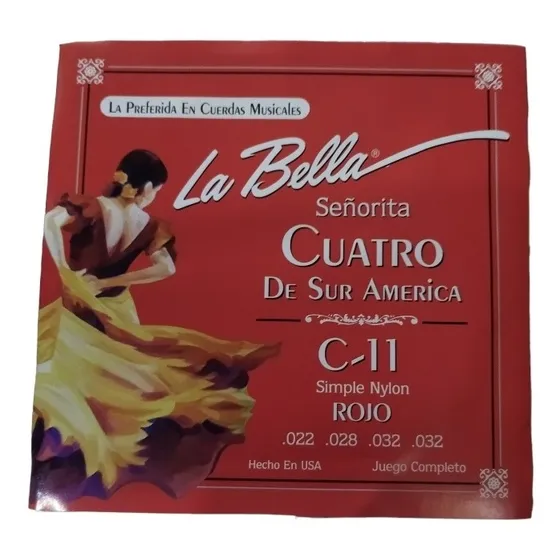 La Preferida En Cuerdas Musicales
La Bella®
Señorita
CUATRO
DE SUR AMERICA
C-11
Simple Nylon
ROJO
.022 .028 .032 .032
Hecho En USA Juego Completo